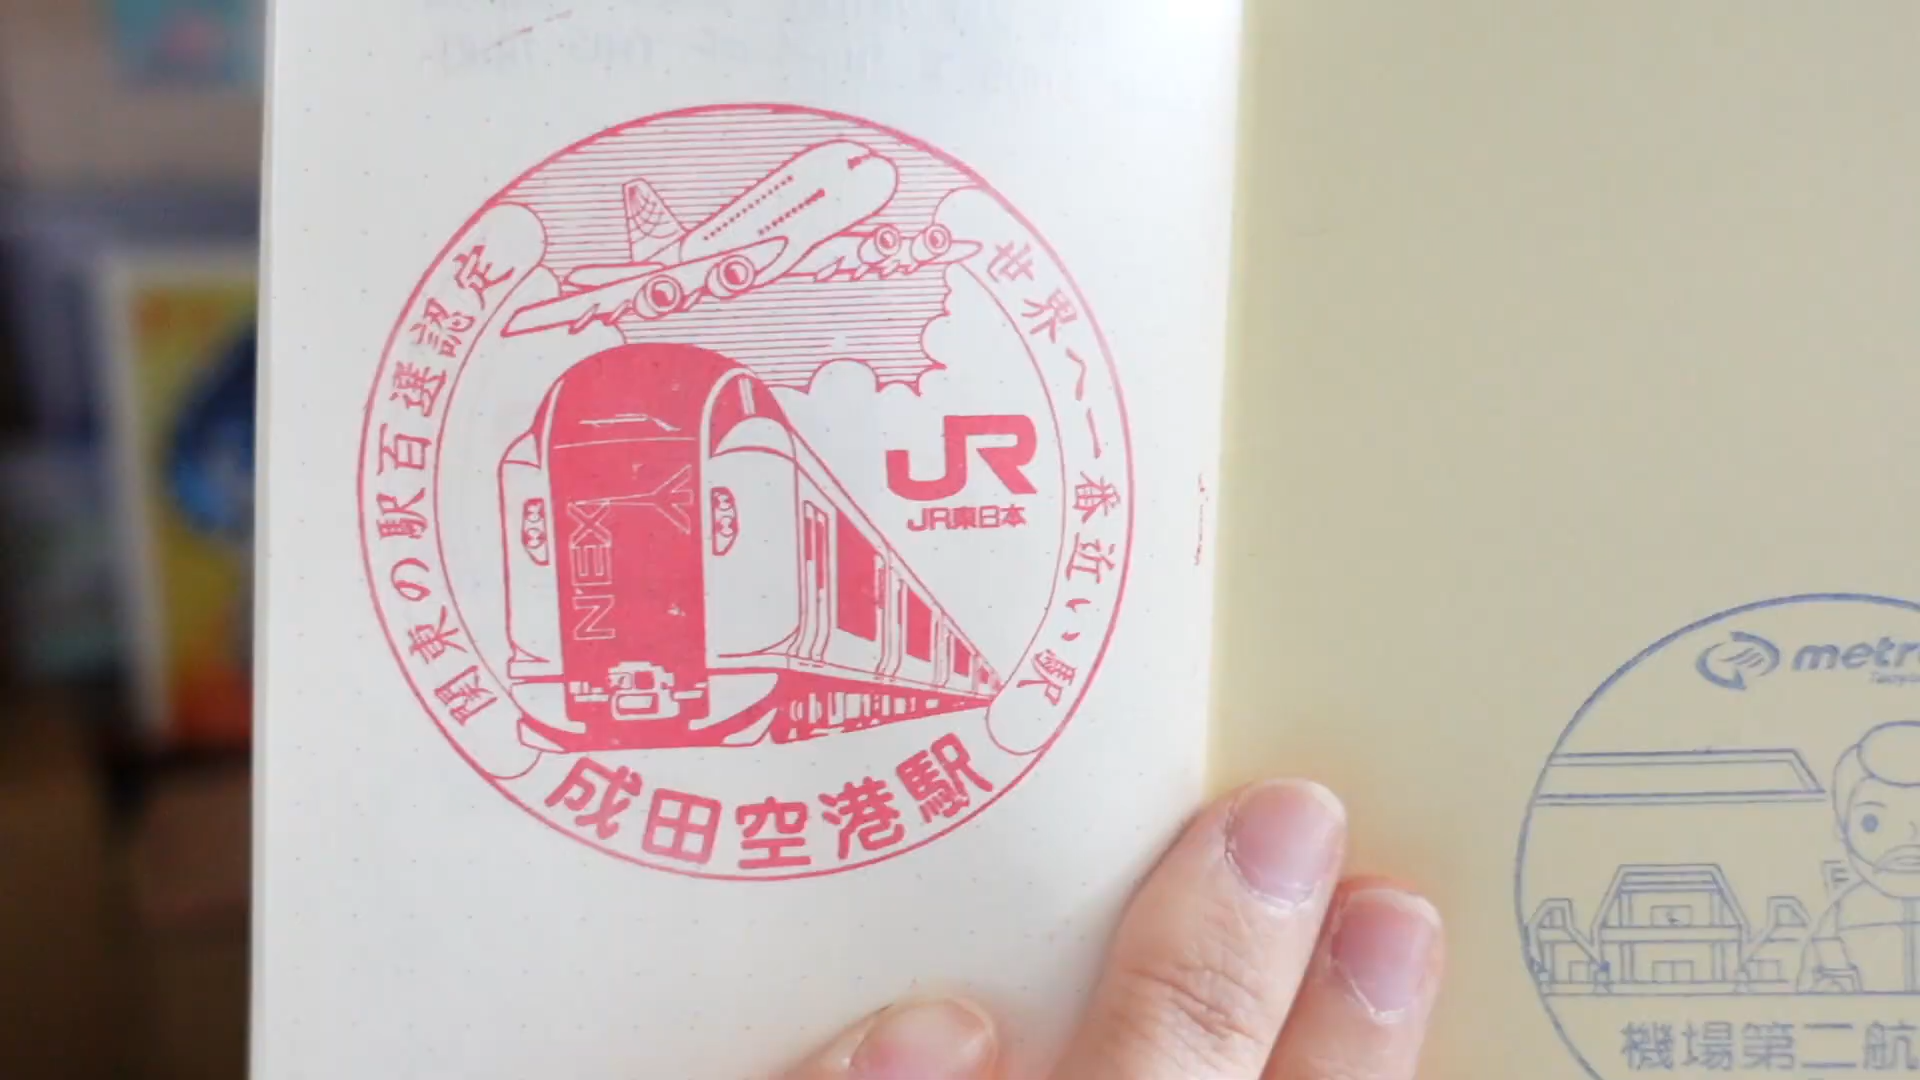 関東の駅百選認定
世界へ一番近い駅
NEX
JR
JR東日本
成田空港駅
metro
機場第二航